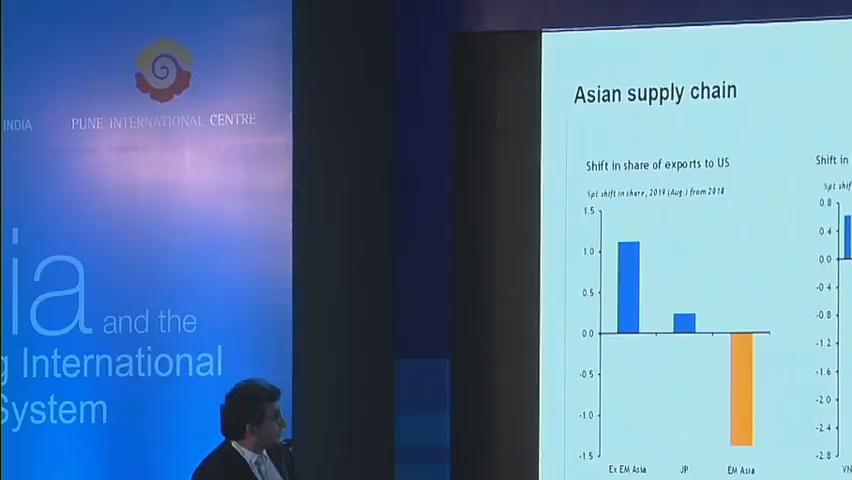 INDIA
PUNE INTERNATIONAL CENTRE
ia and the
g International
System
Asian supply chain
Shift in share of exports to US
%pt shift in share, 2019 (Aug.) from 2018
1.5
1.0
0.5
0.0
-0.5
-1.0
-1.5
Ex EM Asia
JP
EM Asia
Shift in
%pt shif
0.8
0.4
0.0
-0.4
-0.8
-1.2
-1.6
-2.0
-2.4
-2.8
VN